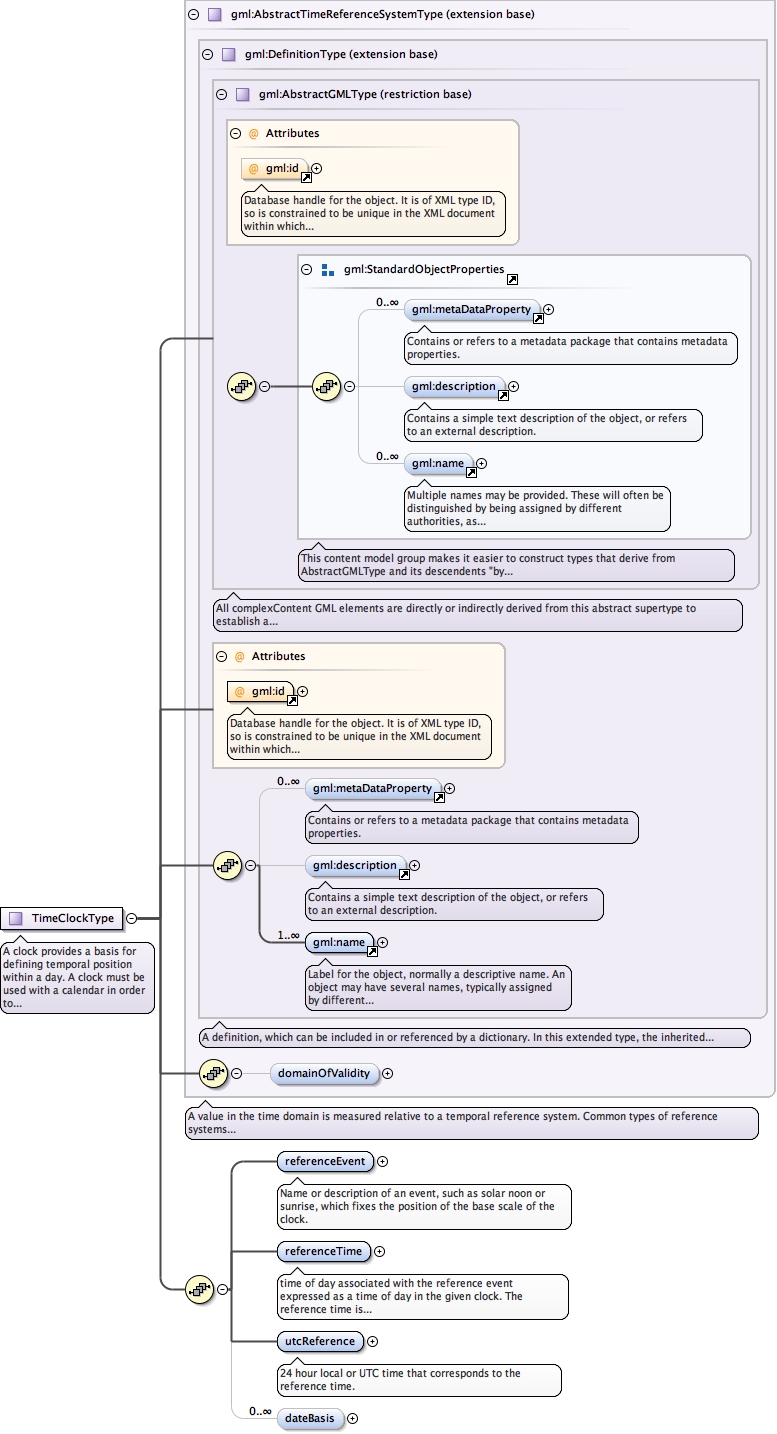 gml:AbstractTimeReferenceSystemType (extension base)
gml:DefinitionType (extension base)
gml:AbstractGMLType (restriction base)
@ Attributes
@ gml:id
Database handle for the object. It is of XML type ID,
so is constrained to be unique in the XML document
within which...
gml:StandardObjectProperties
0..∞
gml:metaDataProperty
Contains or refers to a metadata package that contains metadata
properties.
gml:description
Contains a simple text description of the object, or refers
to an external description.
0..∞
gml:name
Multiple names may be provided. These will often be
distinguished by being assigned by different
authorities, as...
This content model group makes it easier to construct types that derive from
AbstractGMLType and its descendents "by...
All complexContent GML elements are directly or indirectly derived from this abstract supertype to
establish a...
@ Attributes
@ gml:id
Database handle for the object. It is of XML type ID,
so is constrained to be unique in the XML document
within which...
0..∞
gml:metaDataProperty
Contains or refers to a metadata package that contains metadata
properties.
gml:description
Contains a simple text description of the object, or refers
to an external description.
1..∞
gml:name
Label for the object, normally a descriptive name. An
object may have several names, typically assigned
by different...
TimeClockType
A clock provides a basis for
defining temporal position
within a day. A clock must be
used with a calendar in order
to...
A definition, which can be included in or referenced by a dictionary. In this extended type, the inherited...
domainOfValidity
A value in the time domain is measured relative to a temporal reference system. Common types of reference
systems...
referenceEvent
Name or description of an event, such as solar noon or
sunrise, which fixes the position of the base scale of the
clock.
referenceTime
time of day associated with the reference event
expressed as a time of day in the given clock. The
reference time is...
utcReference
24 hour local or UTC time that corresponds to the
reference time.
0..∞
dateBasis